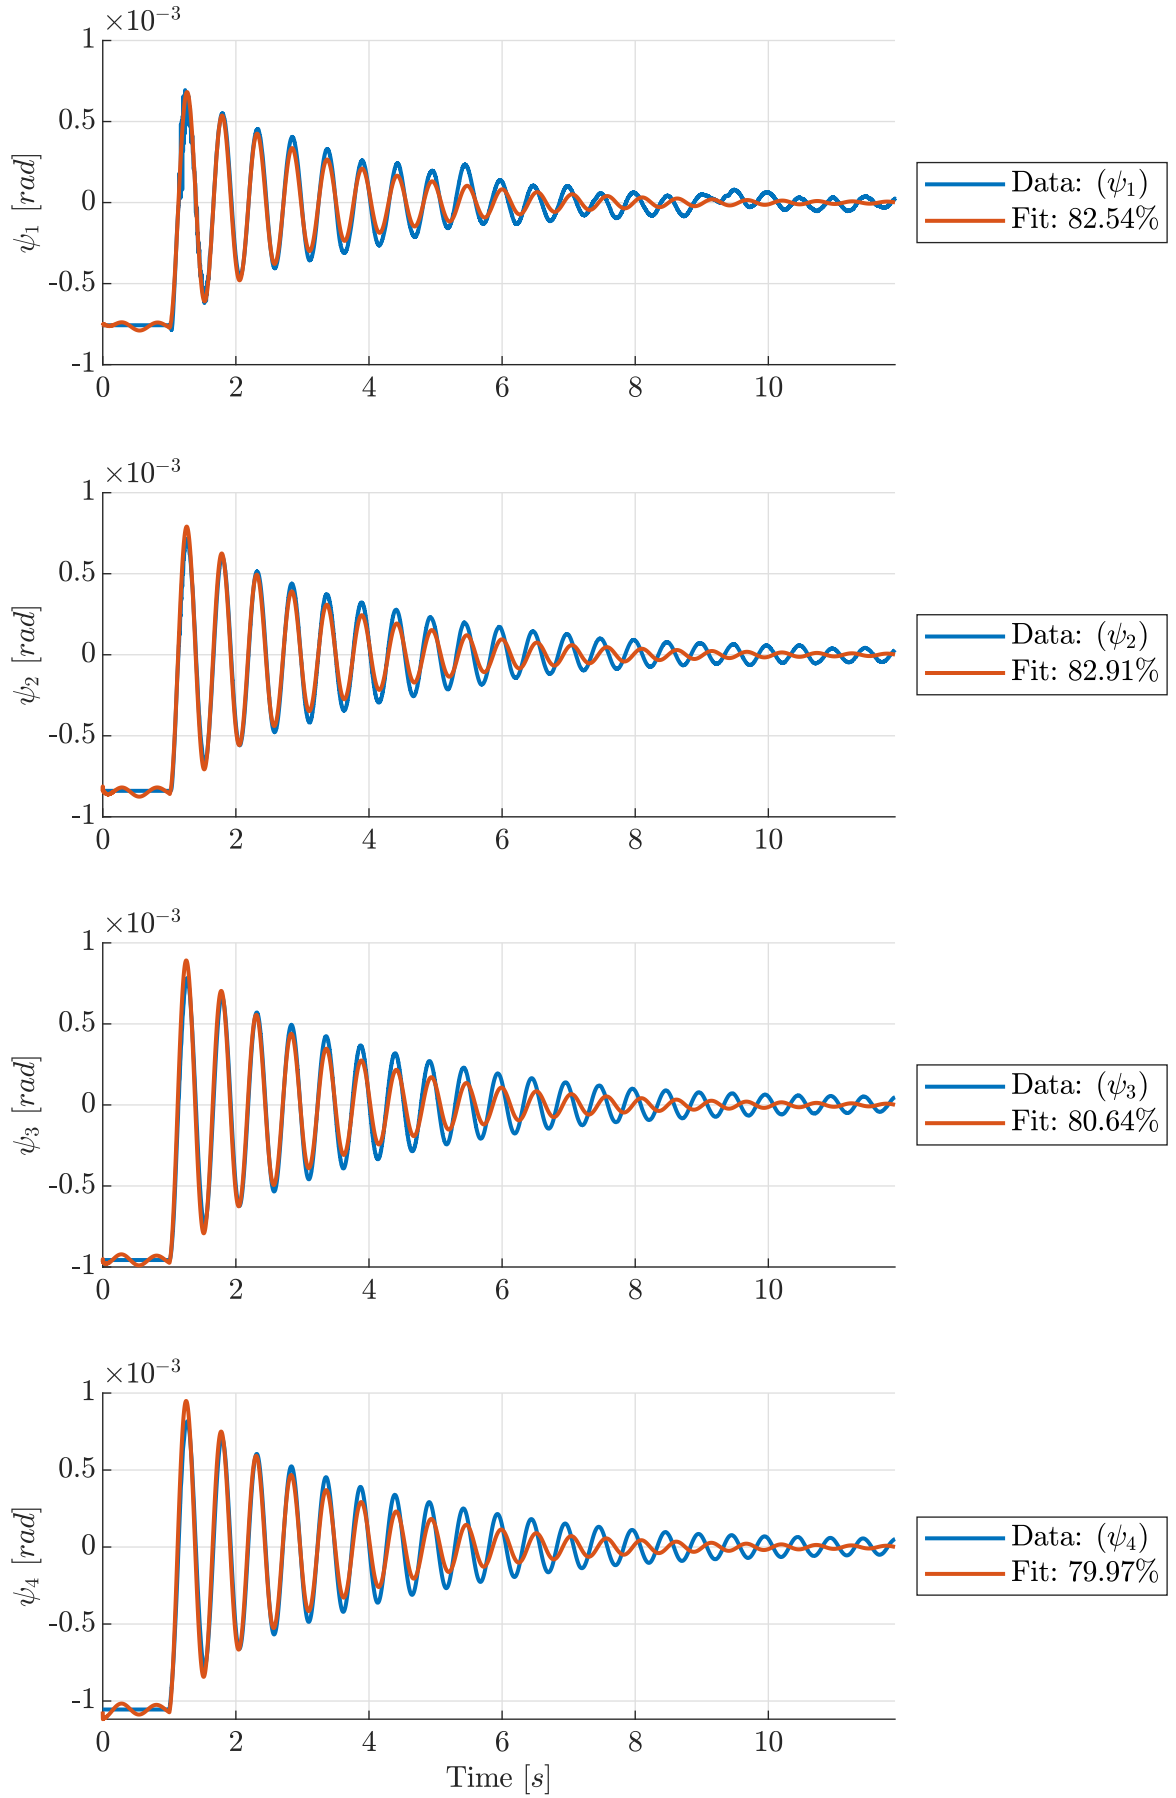 ×10⁻³
1
0.5
0
-0.5
-1
ψ₁ [rad]
0 2 4 6 8 10
Data: (ψ₁)
Fit: 82.54%
×10⁻³
1
0.5
0
-0.5
-1
ψ₂ [rad]
0 2 4 6 8 10
Data: (ψ₂)
Fit: 82.91%
×10⁻³
1
0.5
0
-0.5
-1
ψ₃ [rad]
0 2 4 6 8 10
Data: (ψ₃)
Fit: 80.64%
×10⁻³
1
0.5
0
-0.5
-1
ψ₄ [rad]
0 2 4 6 8 10
Time [s]
Data: (ψ₄)
Fit: 79.97%